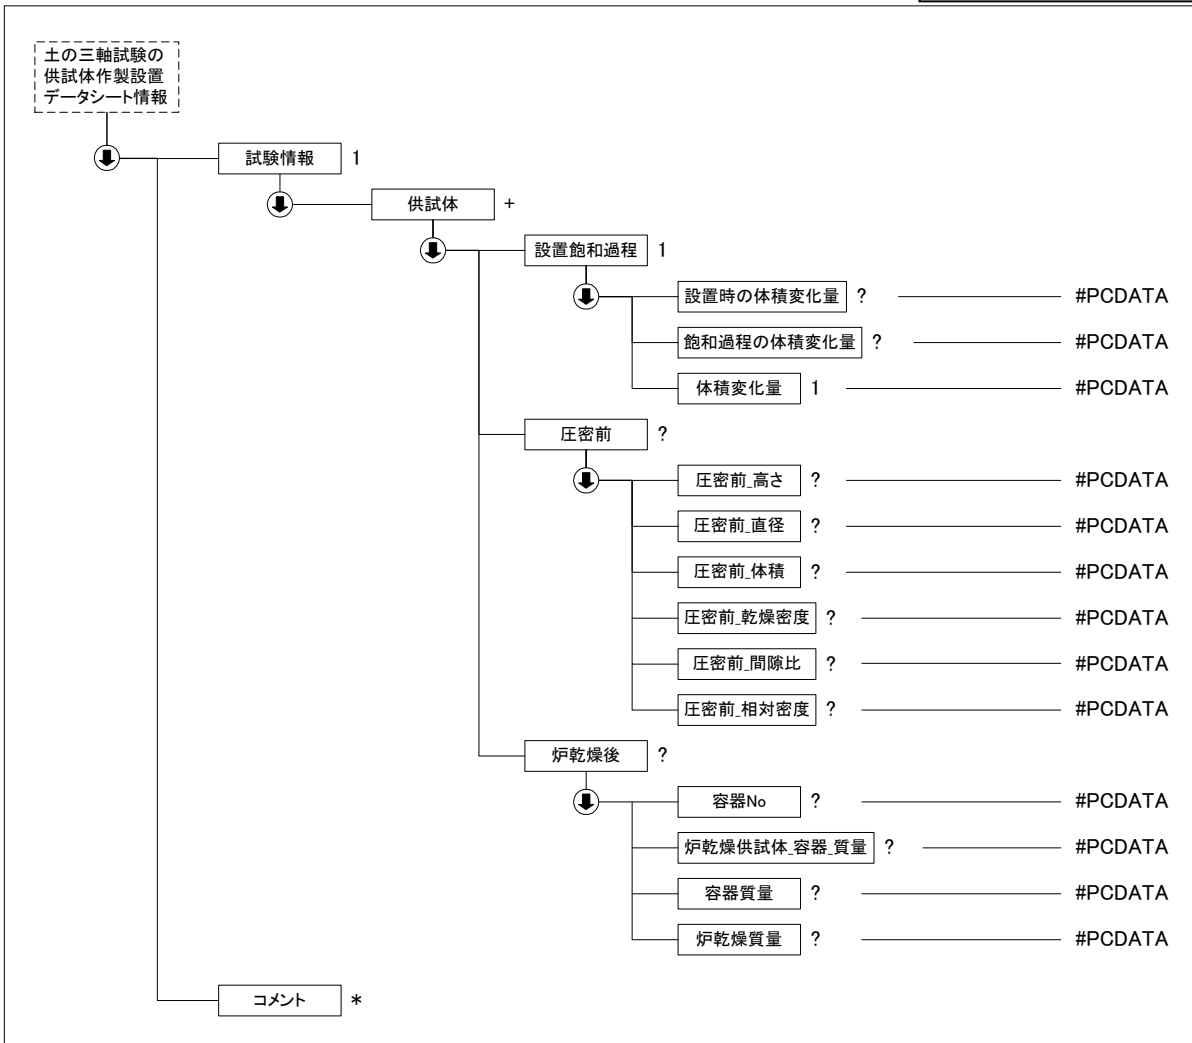 土の三軸試験の
供試体作製設置
データシート情報
試験情報 1
供試体 +
設置飽和過程 1
設置時の体積変化量 ? #PCDATA
飽和過程の体積変化量 ? #PCDATA
体積変化量 1 #PCDATA
圧密前 ?
圧密前_高さ ? #PCDATA
圧密前_直径 ? #PCDATA
圧密前_体積 ? #PCDATA
圧密前_乾燥密度 ? #PCDATA
圧密前_間隙比 ? #PCDATA
圧密前_相対密度 ? #PCDATA
炉乾燥後 ?
容器No ? #PCDATA
炉乾燥供試体_容器_質量 ? #PCDATA
容器質量 ? #PCDATA
炉乾燥質量 ? #PCDATA
コメント *